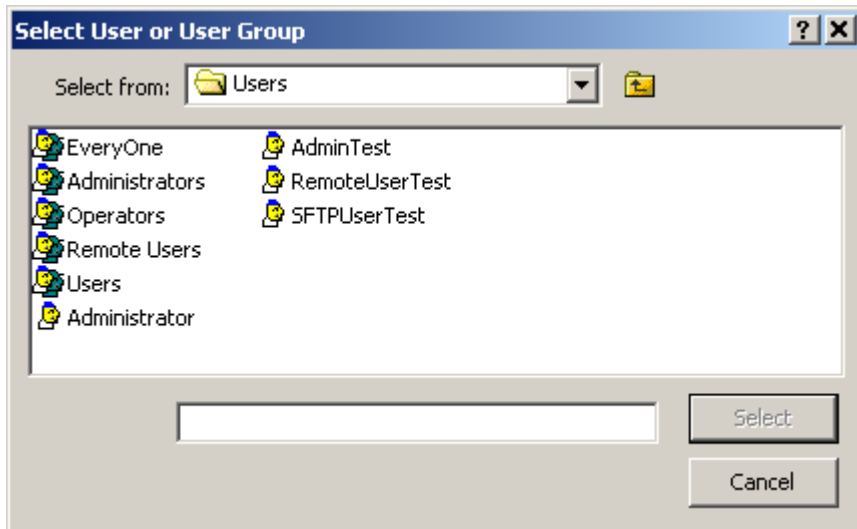 Select User or User Group
Select from: Users
EveryOne AdminTest
Administrators RemoteUserTest
Operators SFTPUserTest
Remote Users
Users
Administrator
Select
Cancel